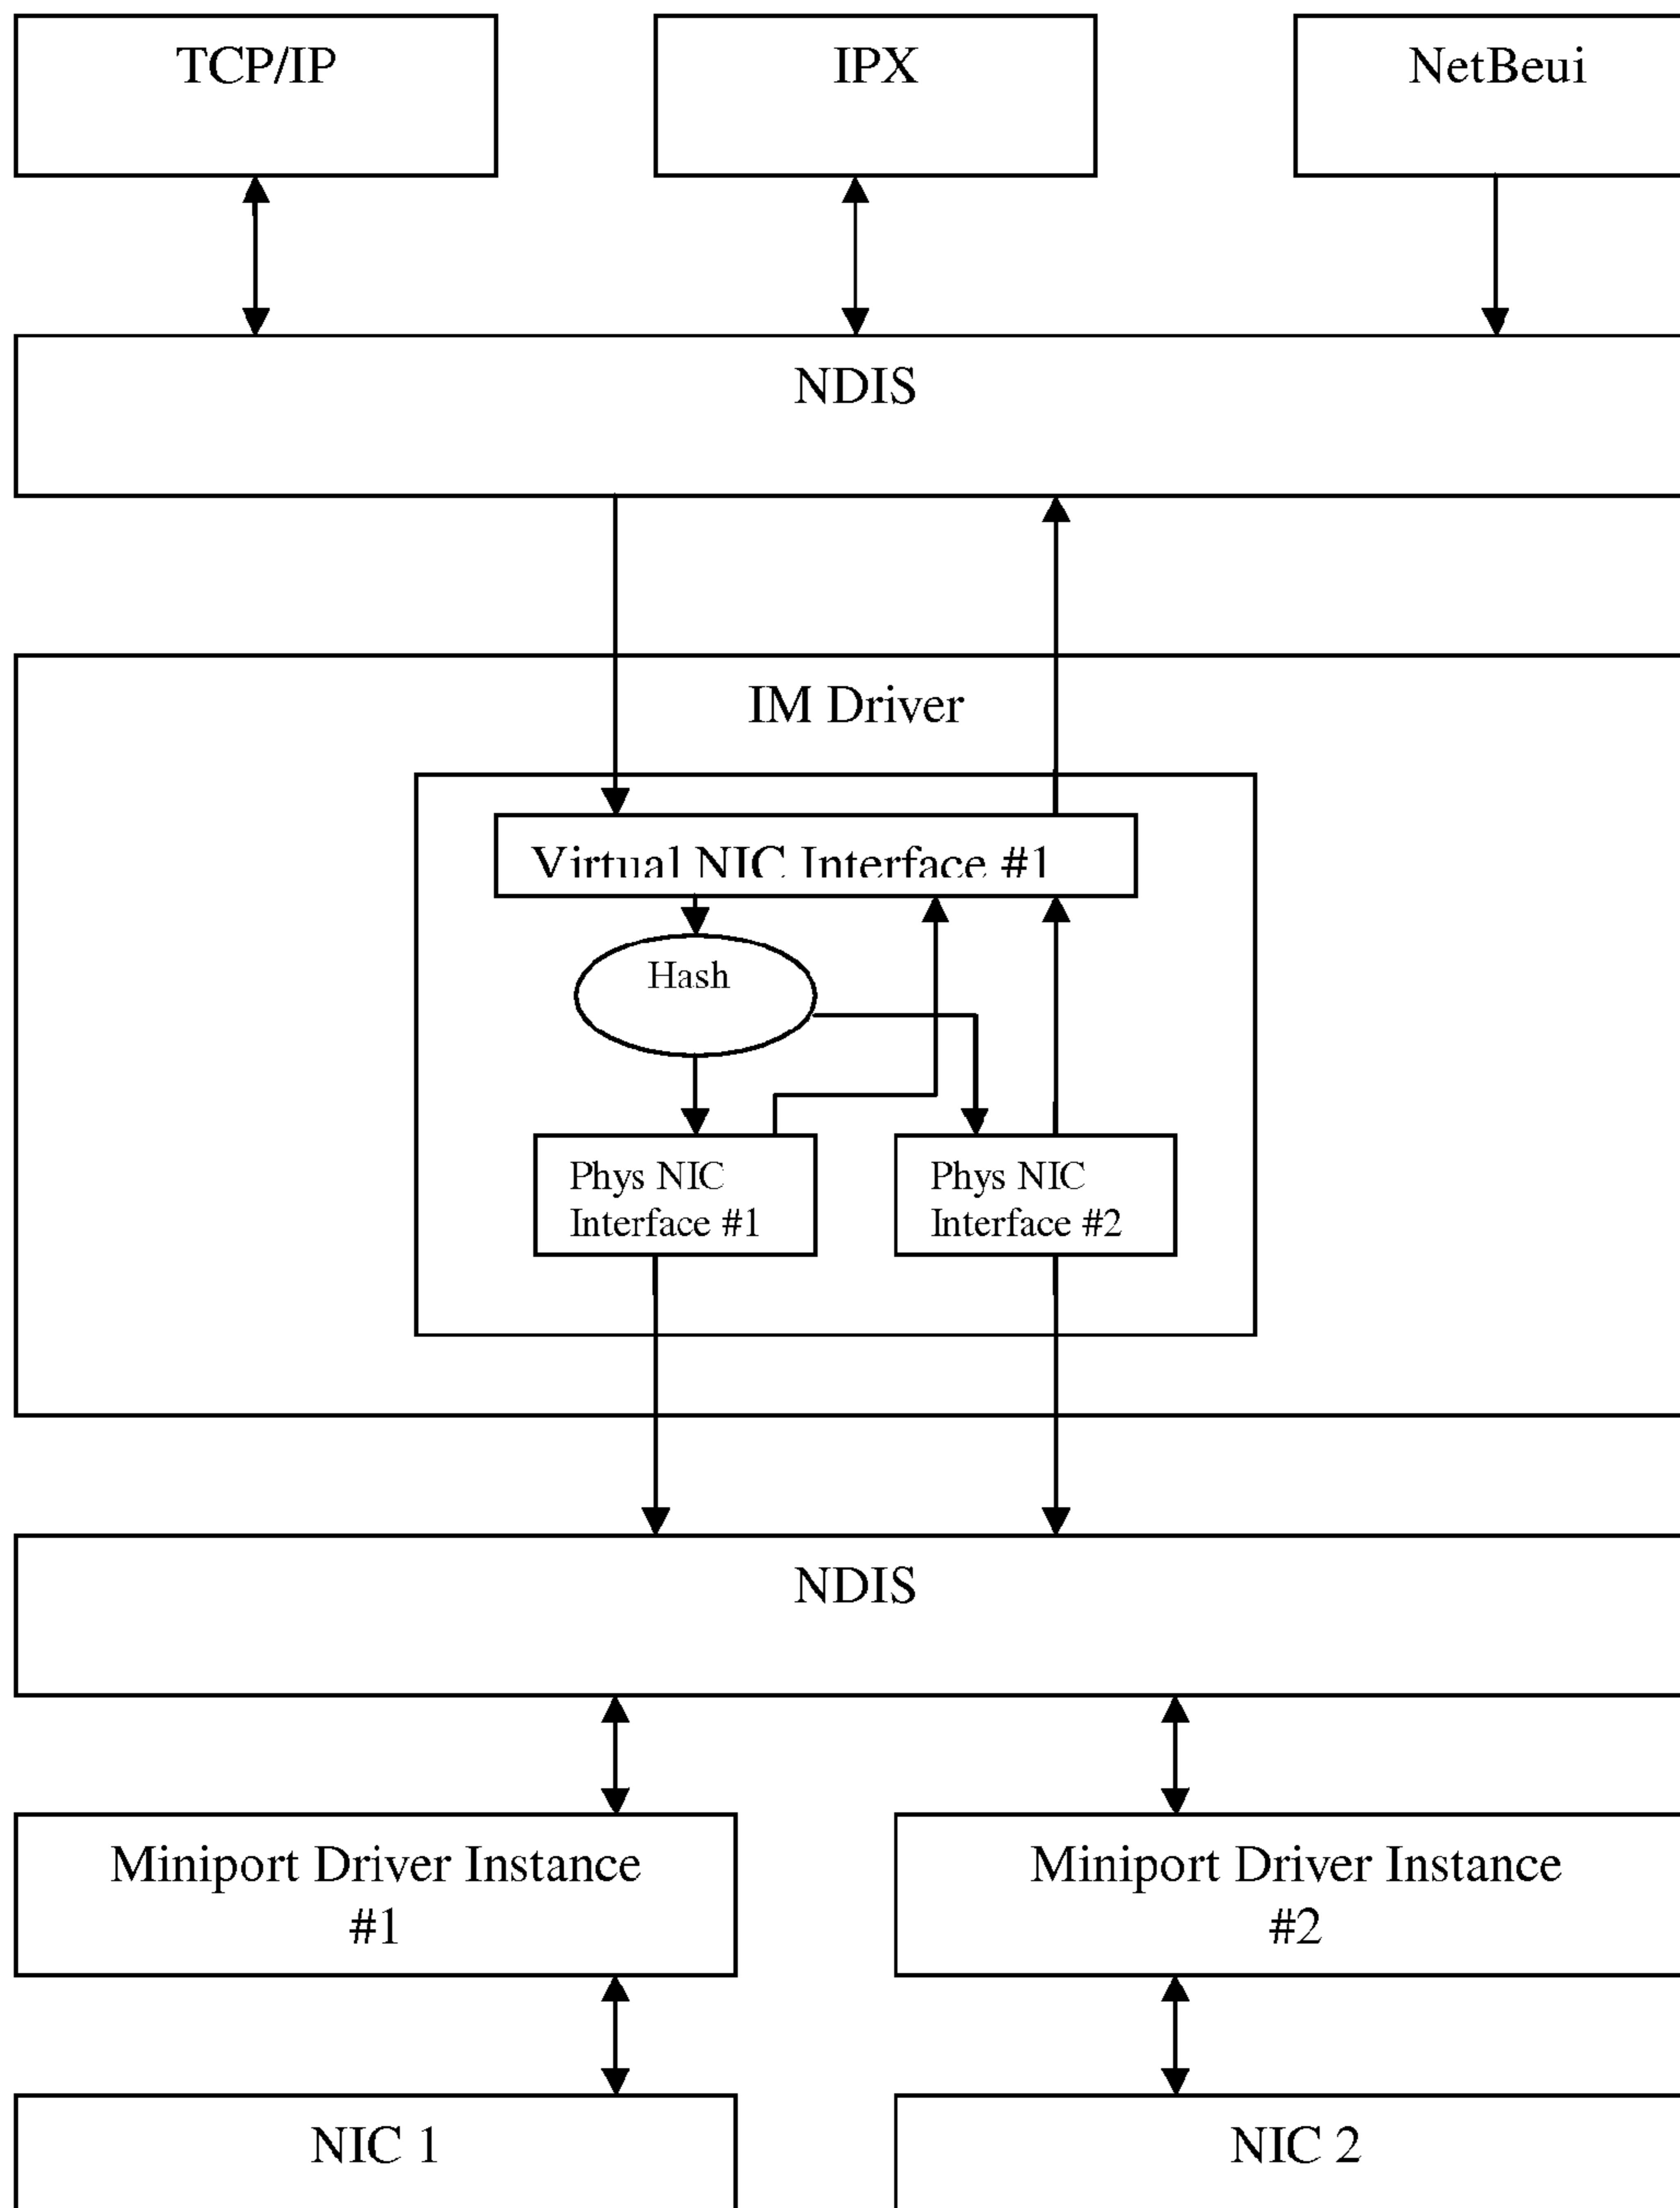 TCP/IP
IPX
NetBeui
NDIS
IM Driver
Virtual NIC Interface #1
Hash
Phys NIC
Interface #1
Phys NIC
Interface #2
NDIS
Miniport Driver Instance
#1
Miniport Driver Instance
#2
NIC 1
NIC 2